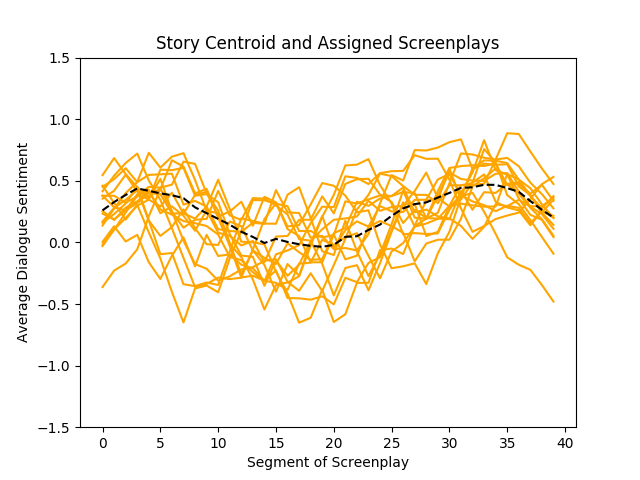 Story Centroid and Assigned Screenplays
1.5
1.0
0.5
0.0
−0.5
−1.0
−1.5
Average Dialogue Sentiment
0 5 10 15 20 25 30 35 40
Segment of Screenplay